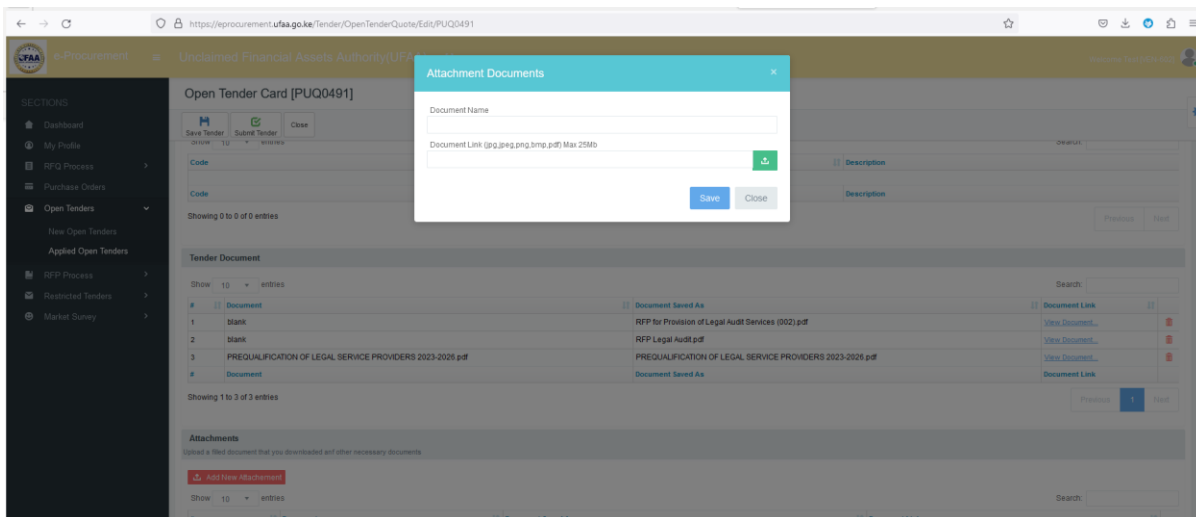 https://eprocurement.ufaa.go.ke/Tender/OpenTenderQuote/Edit/PUQ0491
UFAA
e-Procurement
Unclaimed Financial Assets Authority(UFA
Attachment Documents
×
SECTIONS
Dashboard
My Profile
RFQ Process
Purchase Orders
Open Tenders
New Open Tenders
Applied Open Tenders
RFP Process
Restricted Tenders
Market Survey
Open Tender Card [PUQ0491]
Save Tender
Submit Tender
Close
Document Name
Document Link (jpg,jpeg,png,bmp,pdf) Max 25Mb
Save
Close
Show 10 entries
Search:
Code
Description
Code
Description
Showing 0 to 0 of 0 entries
Previous
Next
Tender Document
Show 10 entries
Search:
# Document Document Saved As Document Link
1 blank RFP for Provision of Legal Audit Services (002).pdf View Document...
2 blank RFP Legal Audit.pdf View Document...
3 PREQUALIFICATION OF LEGAL SERVICE PROVIDERS 2023-2026.pdf PREQUALIFICATION OF LEGAL SERVICE PROVIDERS 2023-2026.pdf View Document...
# Document Document Saved As Document Link
Showing 1 to 3 of 3 entries
Previous 1 Next
Attachments
Upload a filled document that you downloaded anf other necessary documents
Add New Attachement
Show 10 entries
Search: